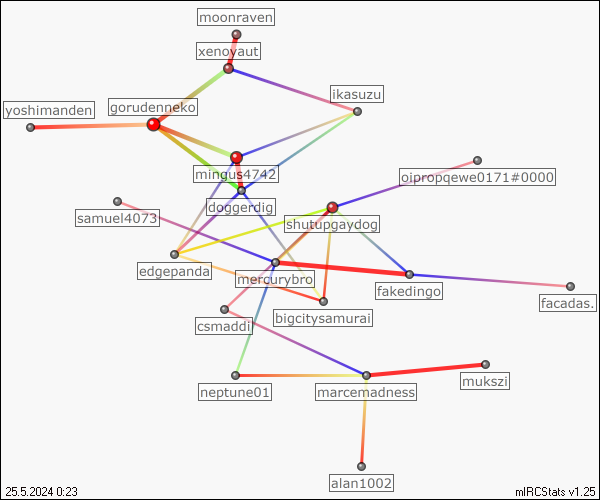 moonraven
xenoyaut
ikasuzu
gorudenneko
yoshimanden
mingus4742
oipropqewe0171#0000
doggerdig
samuel4073
shutupgaydog
edgepanda
mercurybro
fakedingo
facadas.
bigcitysamurai
csmaddi
mukszi
neptune01
marcemadness
alan1002
25.5.2024 0:23
mIRCStats v1.25